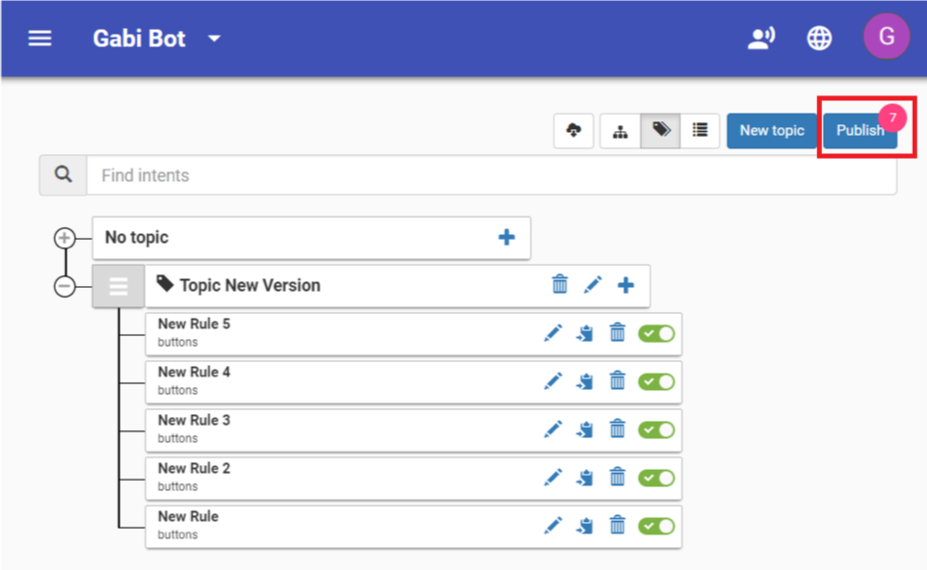 Gabi Bot
G
New topic
Publish
7
Find intents
No topic
Topic New Version
New Rule 5
buttons
New Rule 4
buttons
New Rule 3
buttons
New Rule 2
buttons
New Rule
buttons